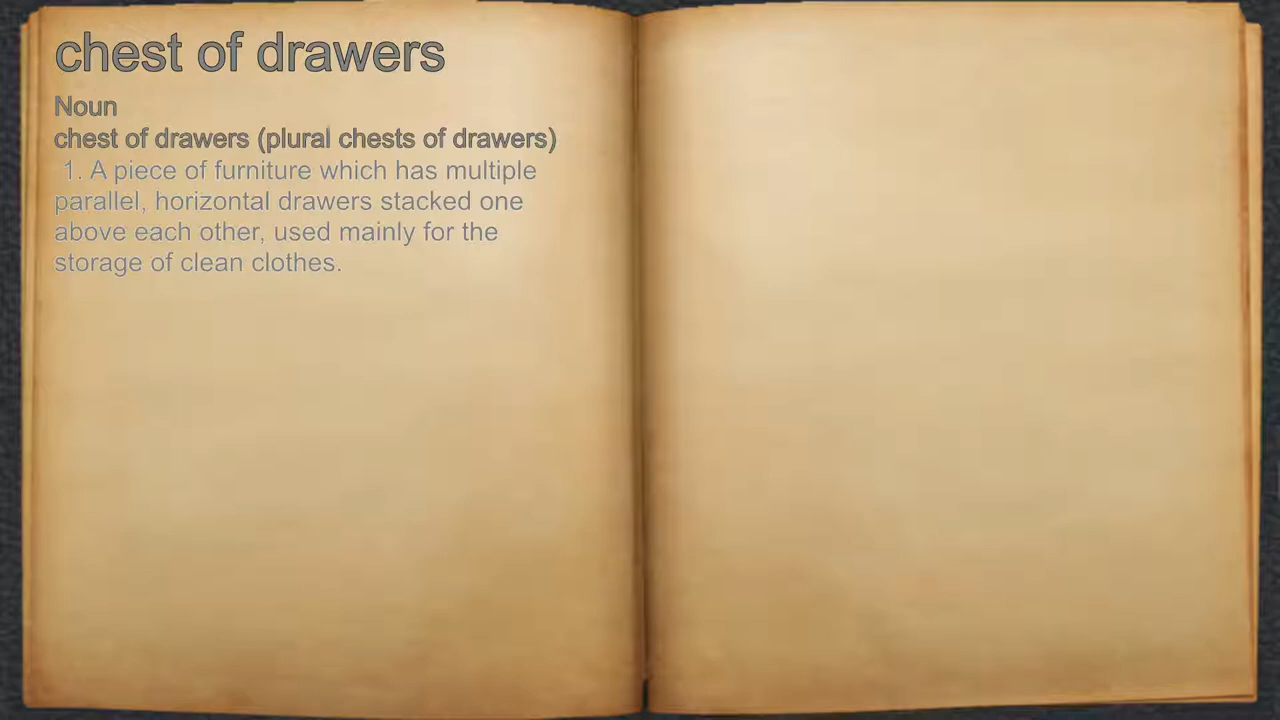 chest of drawers
Noun
chest of drawers (plural chests of drawers)
1. A piece of furniture which has multiple
parallel, horizontal drawers stacked one
above each other, used mainly for the
storage of clean clothes.